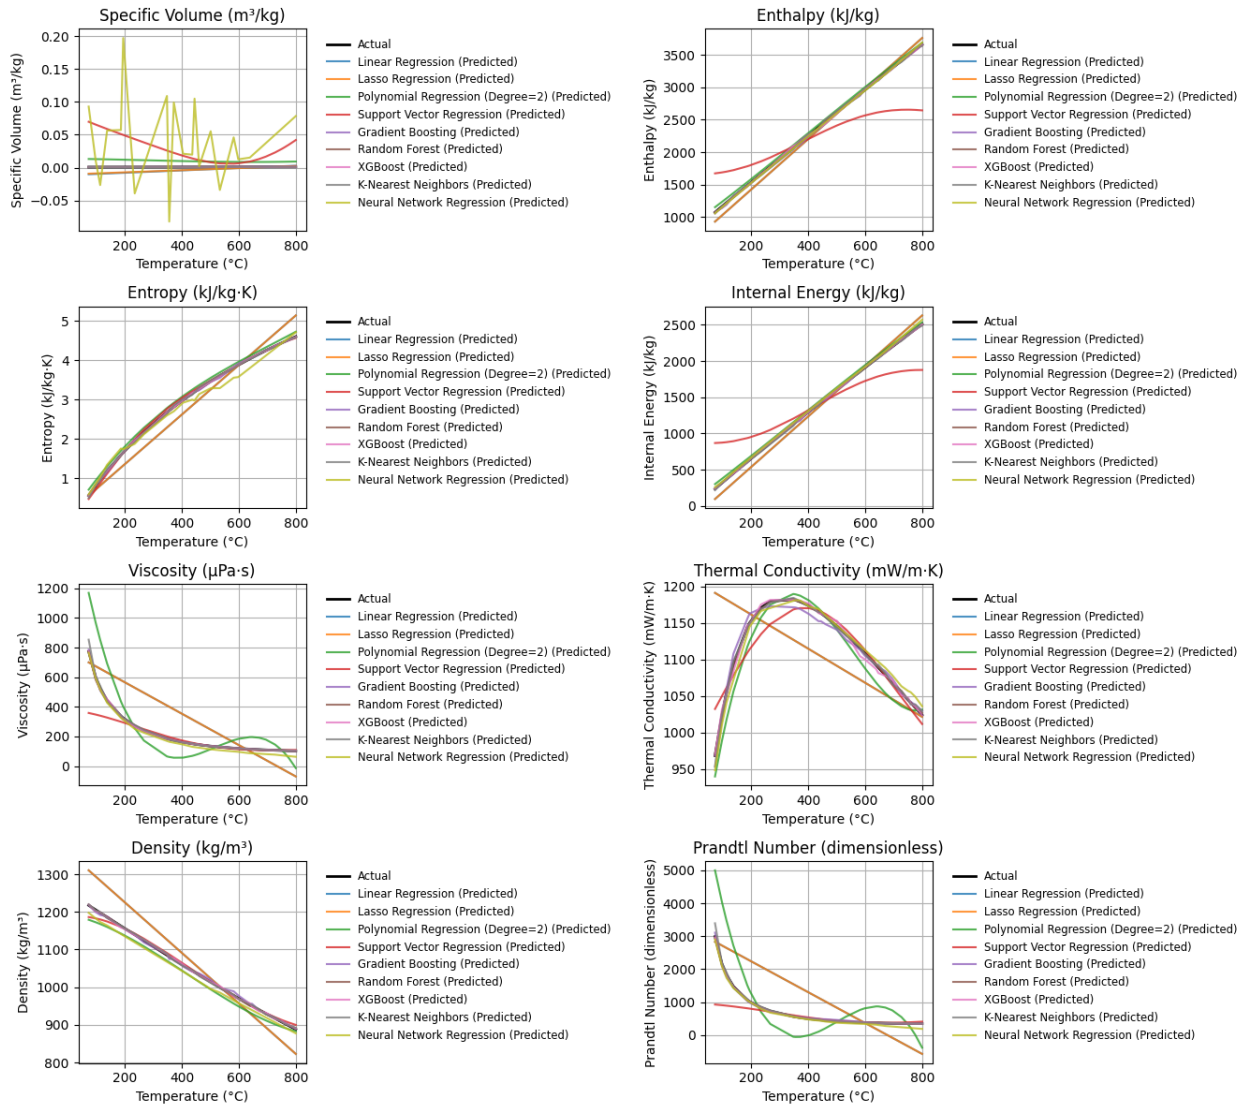 Specific Volume (m³/kg)
Specific Volume (m³/kg)
0.20
0.15
0.10
0.05
0.00
−0.05
200
400
600
800
Temperature (°C)
Actual
Linear Regression (Predicted)
Lasso Regression (Predicted)
Polynomial Regression (Degree=2) (Predicted)
Support Vector Regression (Predicted)
Gradient Boosting (Predicted)
Random Forest (Predicted)
XGBoost (Predicted)
K-Nearest Neighbors (Predicted)
Neural Network Regression (Predicted)
Enthalpy (kJ/kg)
Enthalpy (kJ/kg)
3500
3000
2500
2000
1500
1000
200
400
600
800
Temperature (°C)
Actual
Linear Regression (Predicted)
Lasso Regression (Predicted)
Polynomial Regression (Degree=2) (Predicted)
Support Vector Regression (Predicted)
Gradient Boosting (Predicted)
Random Forest (Predicted)
XGBoost (Predicted)
K-Nearest Neighbors (Predicted)
Neural Network Regression (Predicted)
Entropy (kJ/kg·K)
Entropy (kJ/kg·K)
5
4
3
2
1
200
400
600
800
Temperature (°C)
Actual
Linear Regression (Predicted)
Lasso Regression (Predicted)
Polynomial Regression (Degree=2) (Predicted)
Support Vector Regression (Predicted)
Gradient Boosting (Predicted)
Random Forest (Predicted)
XGBoost (Predicted)
K-Nearest Neighbors (Predicted)
Neural Network Regression (Predicted)
Internal Energy (kJ/kg)
Internal Energy (kJ/kg)
2500
2000
1500
1000
500
0
200
400
600
800
Temperature (°C)
Actual
Linear Regression (Predicted)
Lasso Regression (Predicted)
Polynomial Regression (Degree=2) (Predicted)
Support Vector Regression (Predicted)
Gradient Boosting (Predicted)
Random Forest (Predicted)
XGBoost (Predicted)
K-Nearest Neighbors (Predicted)
Neural Network Regression (Predicted)
Viscosity (μPa·s)
Viscosity (μPa·s)
1200
1000
800
600
400
200
0
200
400
600
800
Temperature (°C)
Actual
Linear Regression (Predicted)
Lasso Regression (Predicted)
Polynomial Regression (Degree=2) (Predicted)
Support Vector Regression (Predicted)
Gradient Boosting (Predicted)
Random Forest (Predicted)
XGBoost (Predicted)
K-Nearest Neighbors (Predicted)
Neural Network Regression (Predicted)
Thermal Conductivity (mW/m·K)
Thermal Conductivity (mW/m·K)
1200
1150
1100
1050
1000
950
200
400
600
800
Temperature (°C)
Actual
Linear Regression (Predicted)
Lasso Regression (Predicted)
Polynomial Regression (Degree=2) (Predicted)
Support Vector Regression (Predicted)
Gradient Boosting (Predicted)
Random Forest (Predicted)
XGBoost (Predicted)
K-Nearest Neighbors (Predicted)
Neural Network Regression (Predicted)
Density (kg/m³)
Density (kg/m³)
1300
1200
1100
1000
900
800
200
400
600
800
Temperature (°C)
Actual
Linear Regression (Predicted)
Lasso Regression (Predicted)
Polynomial Regression (Degree=2) (Predicted)
Support Vector Regression (Predicted)
Gradient Boosting (Predicted)
Random Forest (Predicted)
XGBoost (Predicted)
K-Nearest Neighbors (Predicted)
Neural Network Regression (Predicted)
Prandtl Number (dimensionless)
Prandtl Number (dimensionless)
5000
4000
3000
2000
1000
0
200
400
600
800
Temperature (°C)
Actual
Linear Regression (Predicted)
Lasso Regression (Predicted)
Polynomial Regression (Degree=2) (Predicted)
Support Vector Regression (Predicted)
Gradient Boosting (Predicted)
Random Forest (Predicted)
XGBoost (Predicted)
K-Nearest Neighbors (Predicted)
Neural Network Regression (Predicted)